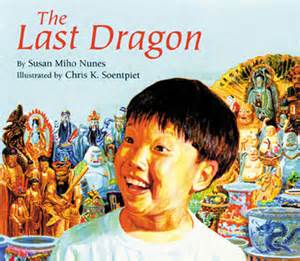 The
Last Dragon
By Susan Miho Nunes
Illustrated by Chris K. Soentpiet